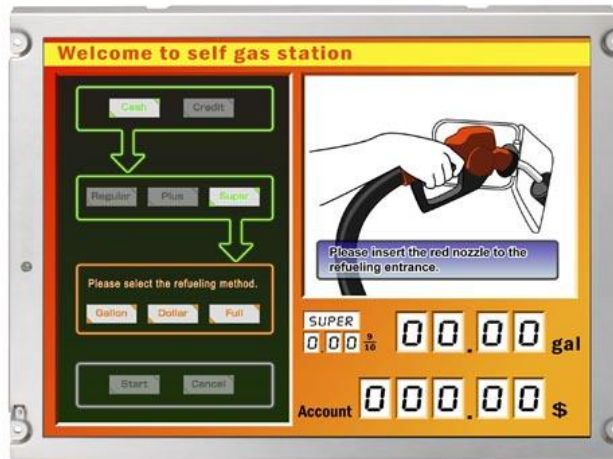 Welcome to self gas station
Cash Credit
Regular Plus Super
Please select the refueling method.
Gallon Dollar Full
Start Cancel
Please insert the red nozzle to the
refueling entrance.
SUPER
0.00 9/10
00.00 gal
Account 000.00 $